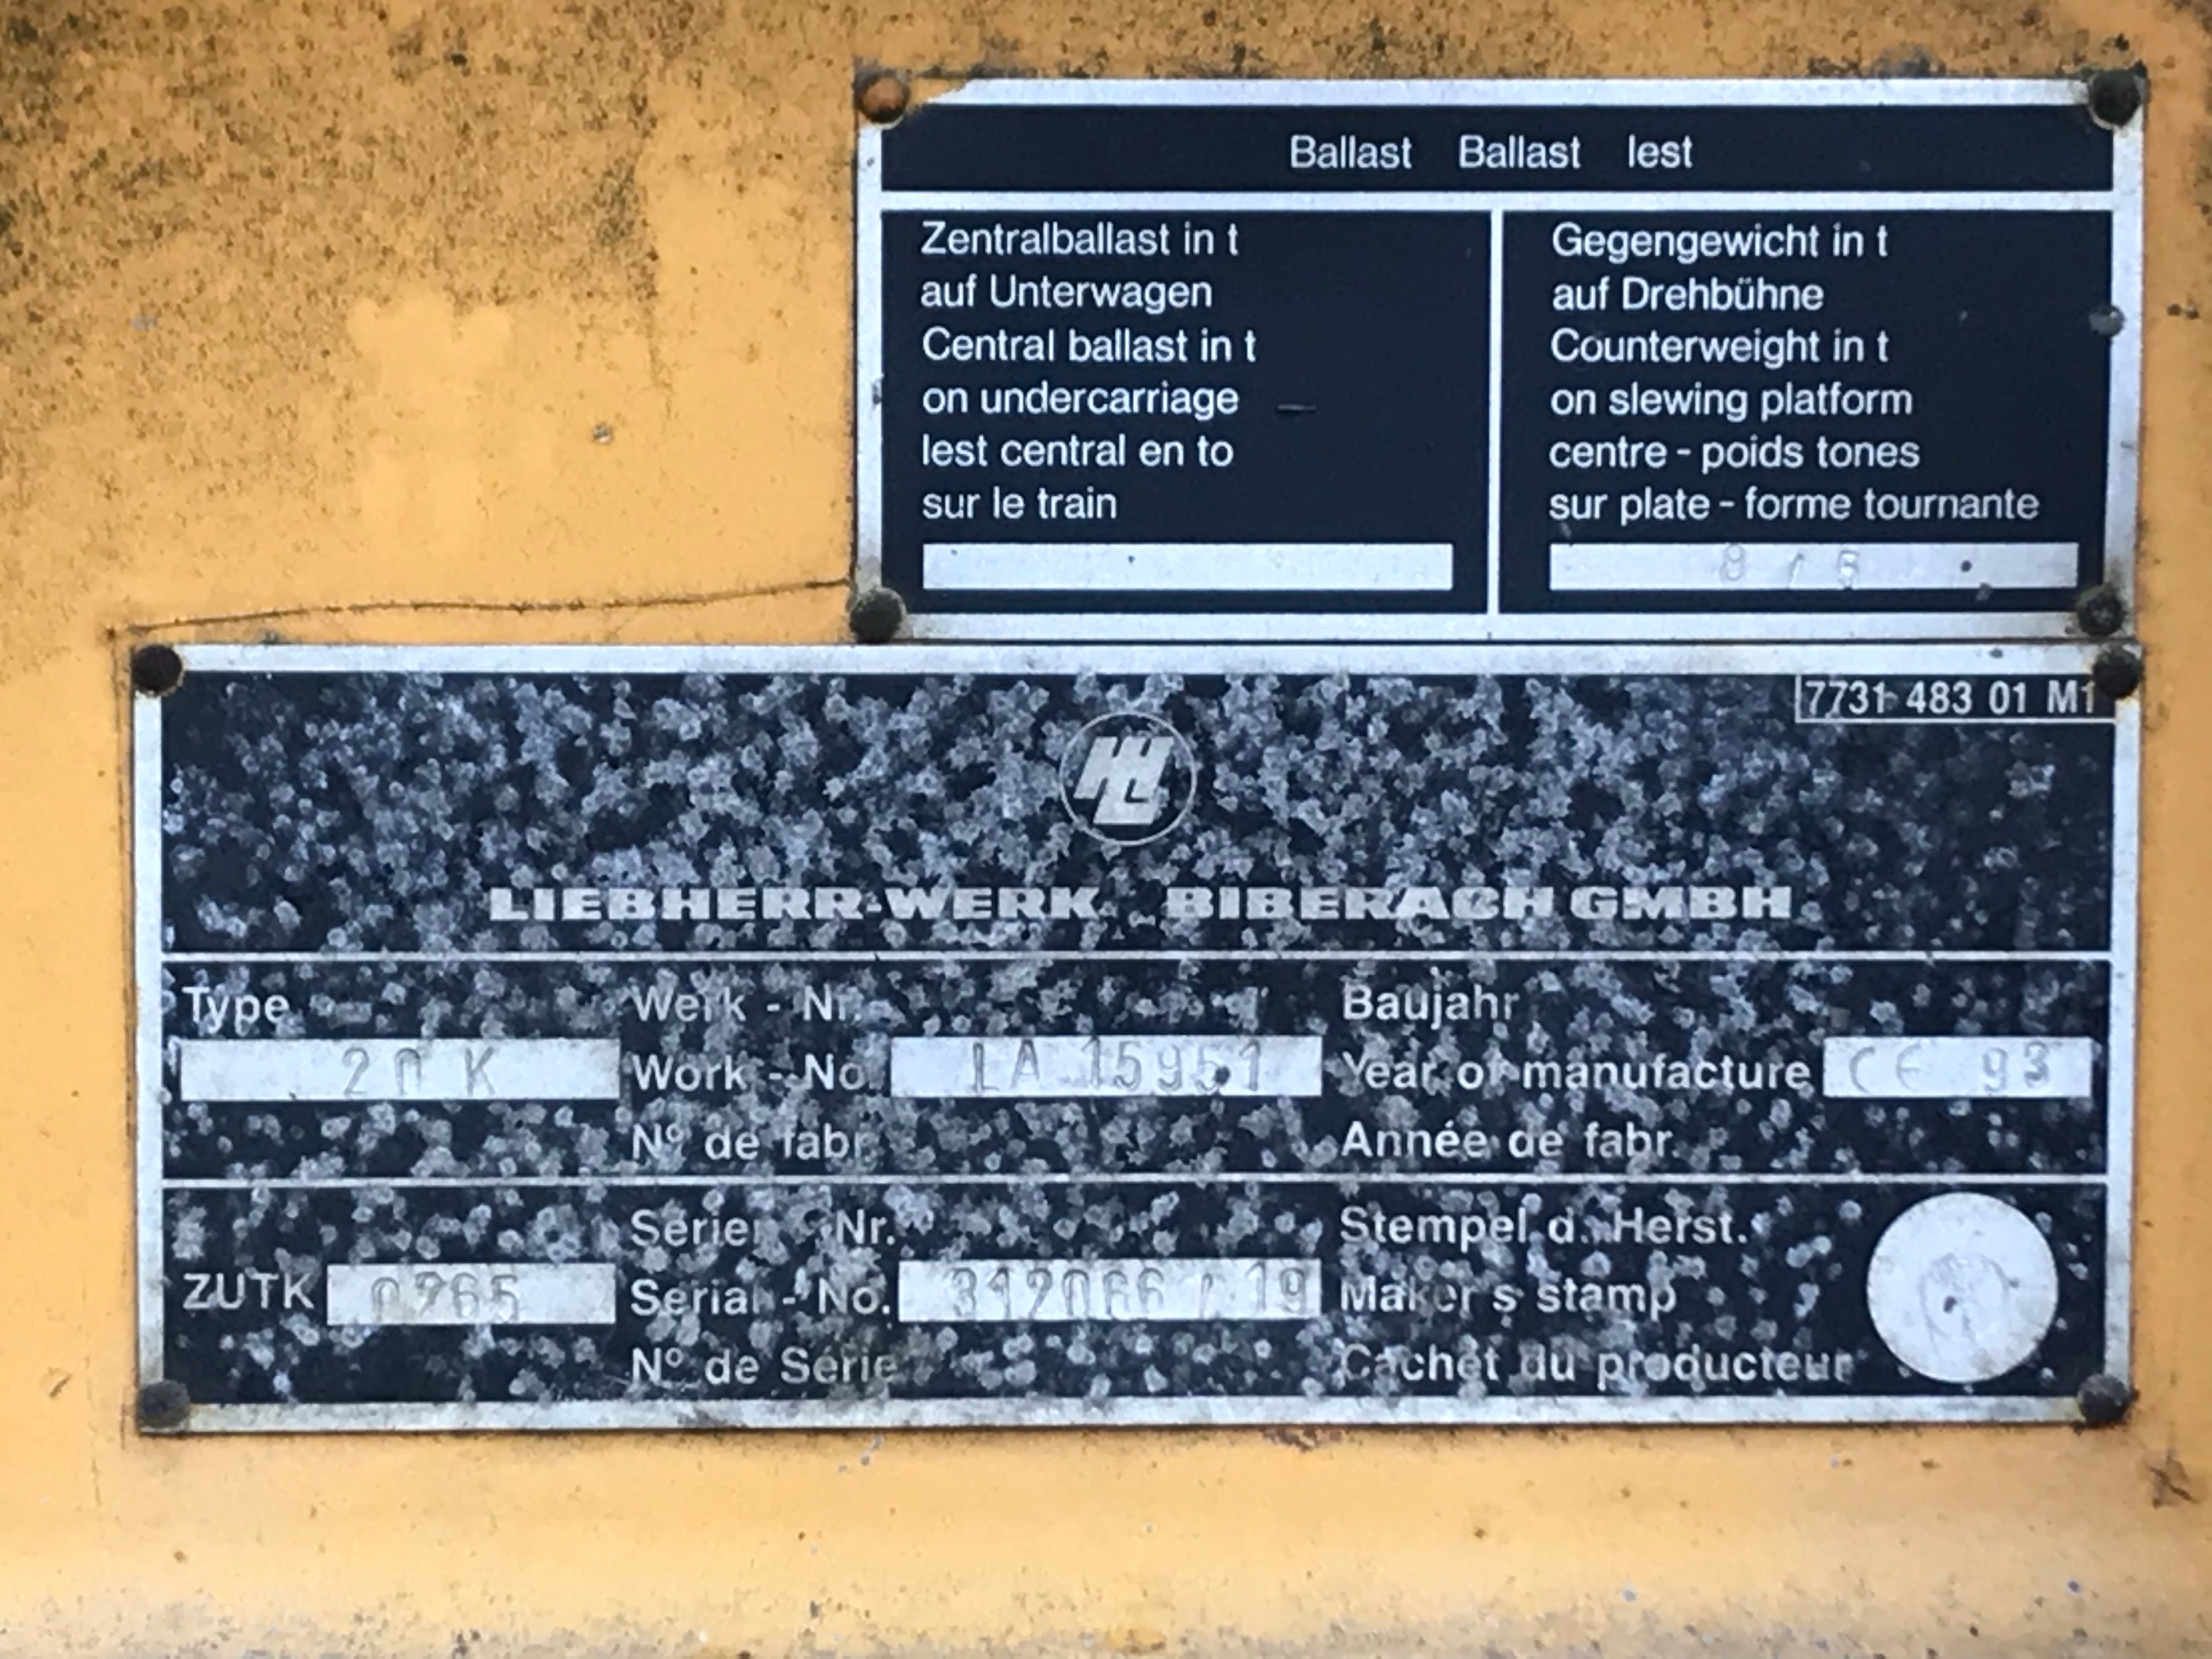 Ballast Ballast lest
Zentralballast in t
auf Unterwagen
Central ballast in t
on undercarriage
lest central en to
sur le train
Gegengewicht in t
auf Drehbühne
Counterweight in t
on slewing platform
centre - poids tones
sur plate - forme tournante
7731 483 01 M1
LIEBHERR-WERK BIBERACH GMBH
Type 20 K
Werk - Nr.
Work - No. LA 15951
Nº de fabr.
Baujahr
Year of manufacture CE 93
Année de fabr.
ZUTK 0765
Serien - Nr.
Serial - No. 312066 / 19
Nº de Série
Stempel d. Herst.
Maker s stamp
Cachet du producteur